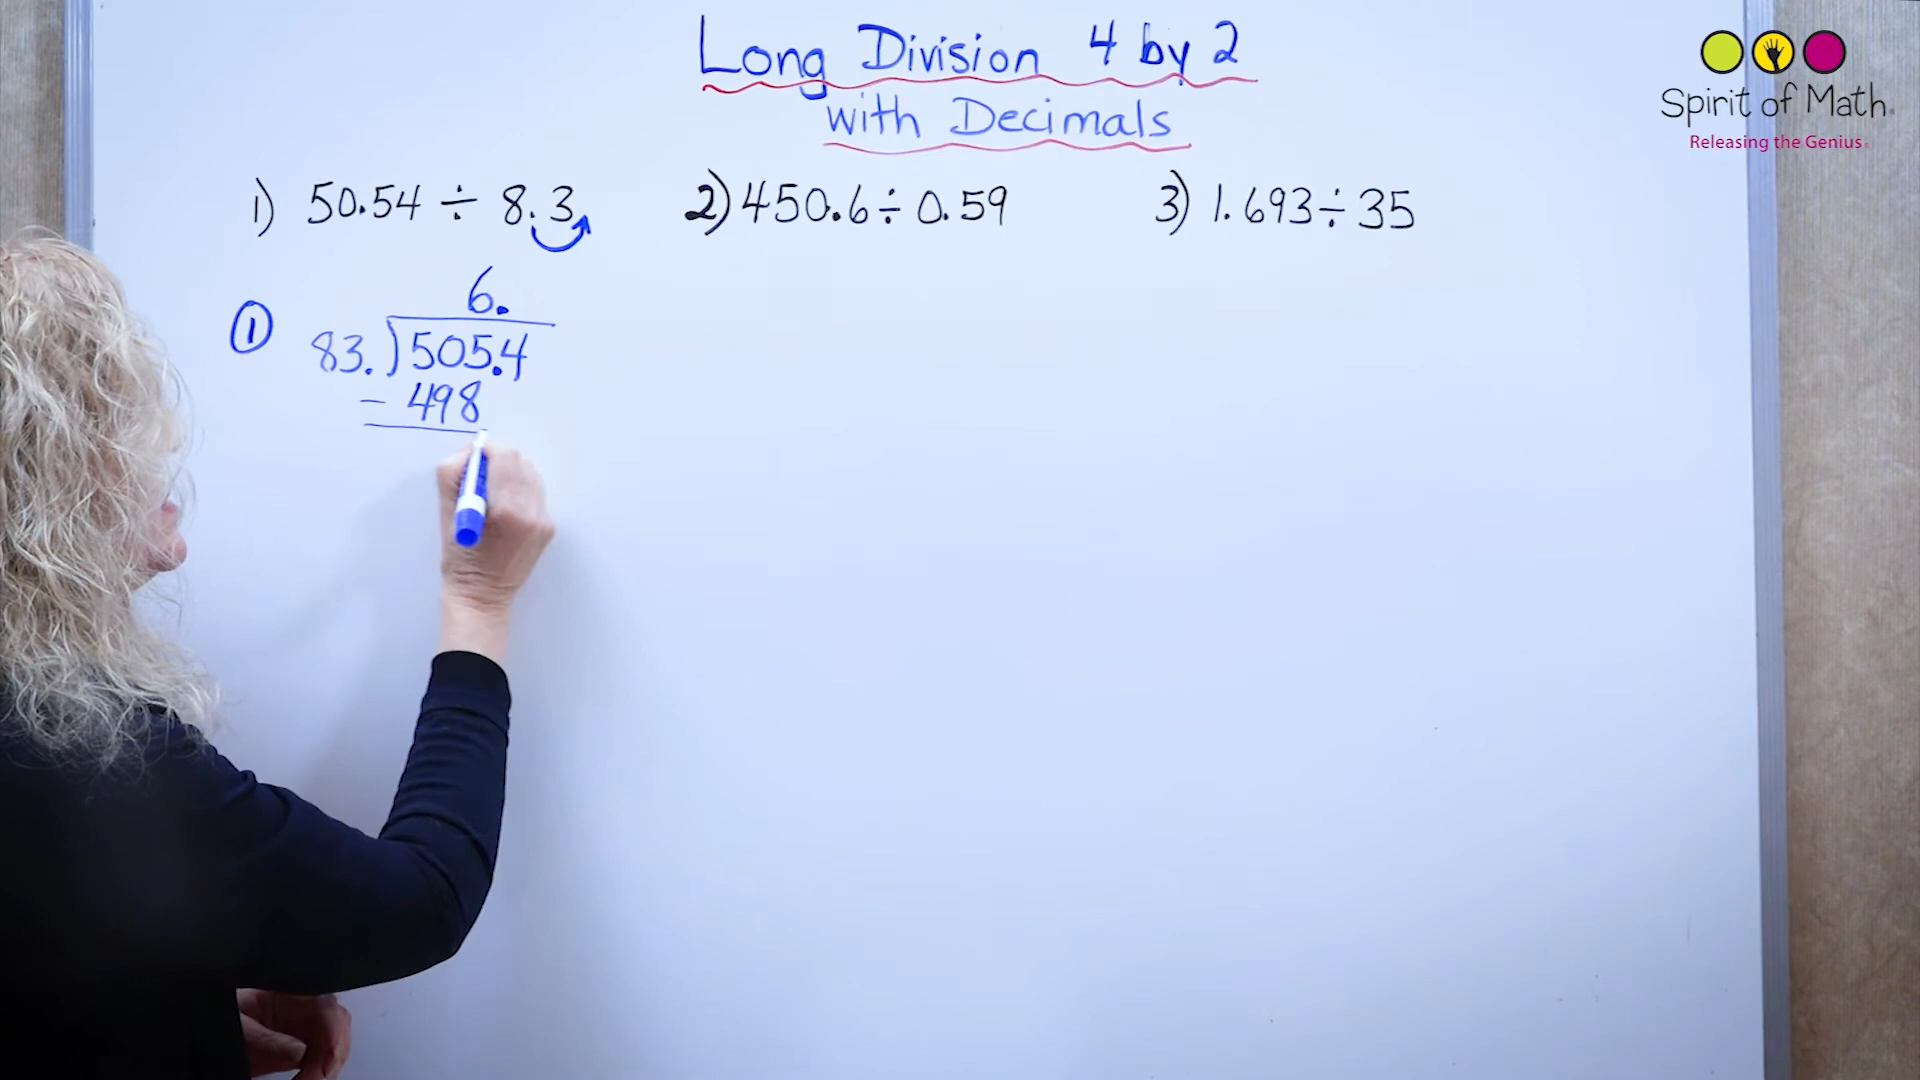 Long Division 4 by 2
with Decimals
Spirit of Math
Releasing the Genius
1) 50.54 ÷ 8.3
2) 450.6 ÷ 0.59
3) 1.693 ÷ 35
6.
① 83. ) 505.4
- 498